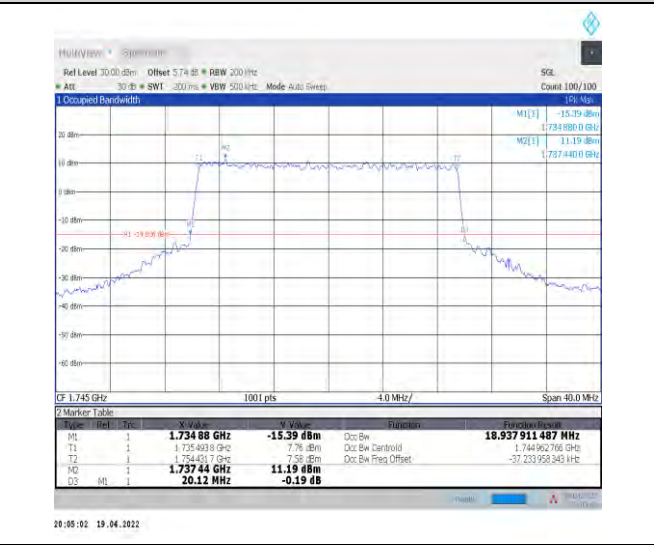 MultiView Spectrum
Ref Level 30.00 dBm Offset 5.74 dB RBW 200 kHz SGL
Att 30 dB SWT 200 ms VBW 500 kHz Mode Auto Sweep Count 100/100
1 Occupied Bandwidth 1Pk Max
M1[1] -15.39 dBm
1.734 880 0 GHz
20 dBm M2[1] 11.19 dBm
1.737 440 0 GHz
M2
T1 T2
10 dBm
0 dBm
-10 dBm
M1
D3
-20 dBm
-30 dBm
-40 dBm
-50 dBm
-60 dBm
CF 1.745 GHz 1001 pts 4.0 MHz/ Span 40.0 MHz
2 Marker Table
Type Ref Trc X-Value Y-Value Function Function Result
M1 1 1.734 88 GHz -15.39 dBm Occ Bw 18.937 911 487 MHz
T1 1 1.735 493 8 GHz 7.76 dBm Occ Bw Centroid 1.744 962 766 GHz
T2 1 1.754 431 7 GHz 7.58 dBm Occ Bw Freq Offset -37.233 958 343 kHz
M2 1 1.737 44 GHz 11.19 dBm
D3 M1 1 20.12 MHz -0.19 dB
20:05:02 19.04.2022